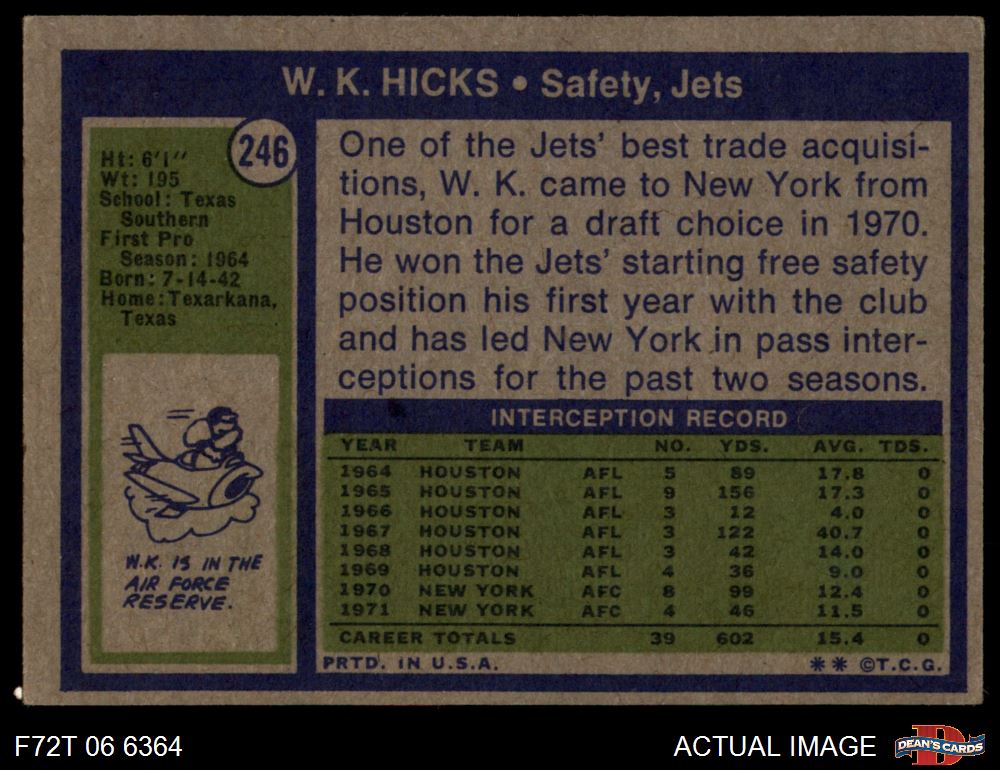 W. K. HICKS • Safety, Jets
246
Ht: 6'1"
Wt: 195
School: Texas
Southern
First Pro
Season: 1964
Born: 7-14-42
Home: Texarkana,
Texas
W.K. IS IN THE
AIR FORCE
RESERVE.
One of the Jets' best trade acquisi-
tions, W. K. came to New York from
Houston for a draft choice in 1970.
He won the Jets' starting free safety
position his first year with the club
and has led New York in pass inter-
ceptions for the past two seasons.
INTERCEPTION RECORD
YEAR TEAM NO. YDS. AVG. TDS.
1964 HOUSTON AFL 5 89 17.8 0
1965 HOUSTON AFL 9 156 17.3 0
1966 HOUSTON AFL 3 12 4.0 0
1967 HOUSTON AFL 3 122 40.7 0
1968 HOUSTON AFL 3 42 14.0 0
1969 HOUSTON AFL 4 36 9.0 0
1970 NEW YORK AFC 8 99 12.4 0
1971 NEW YORK AFC 4 46 11.5 0
CAREER TOTALS 39 602 15.4 0
PRTD. IN U.S.A. ** ©T.C.G.
F72T 06 6364
ACTUAL IMAGE
D
DEAN'S CARDS